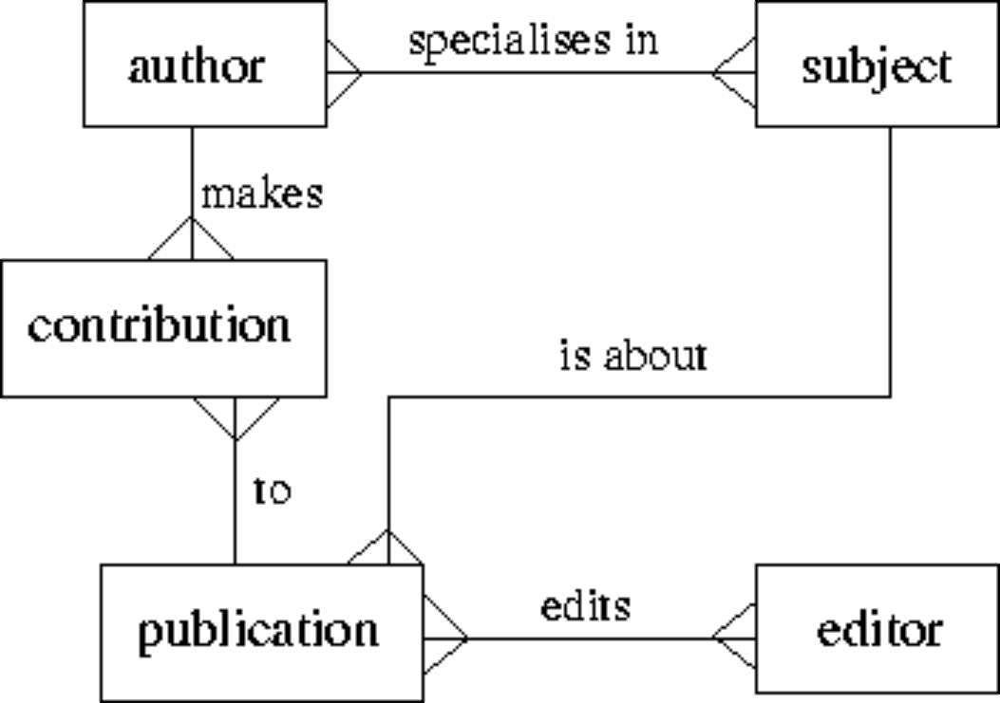 author
specialises in
subject
makes
contribution
is about
to
publication
edits
editor